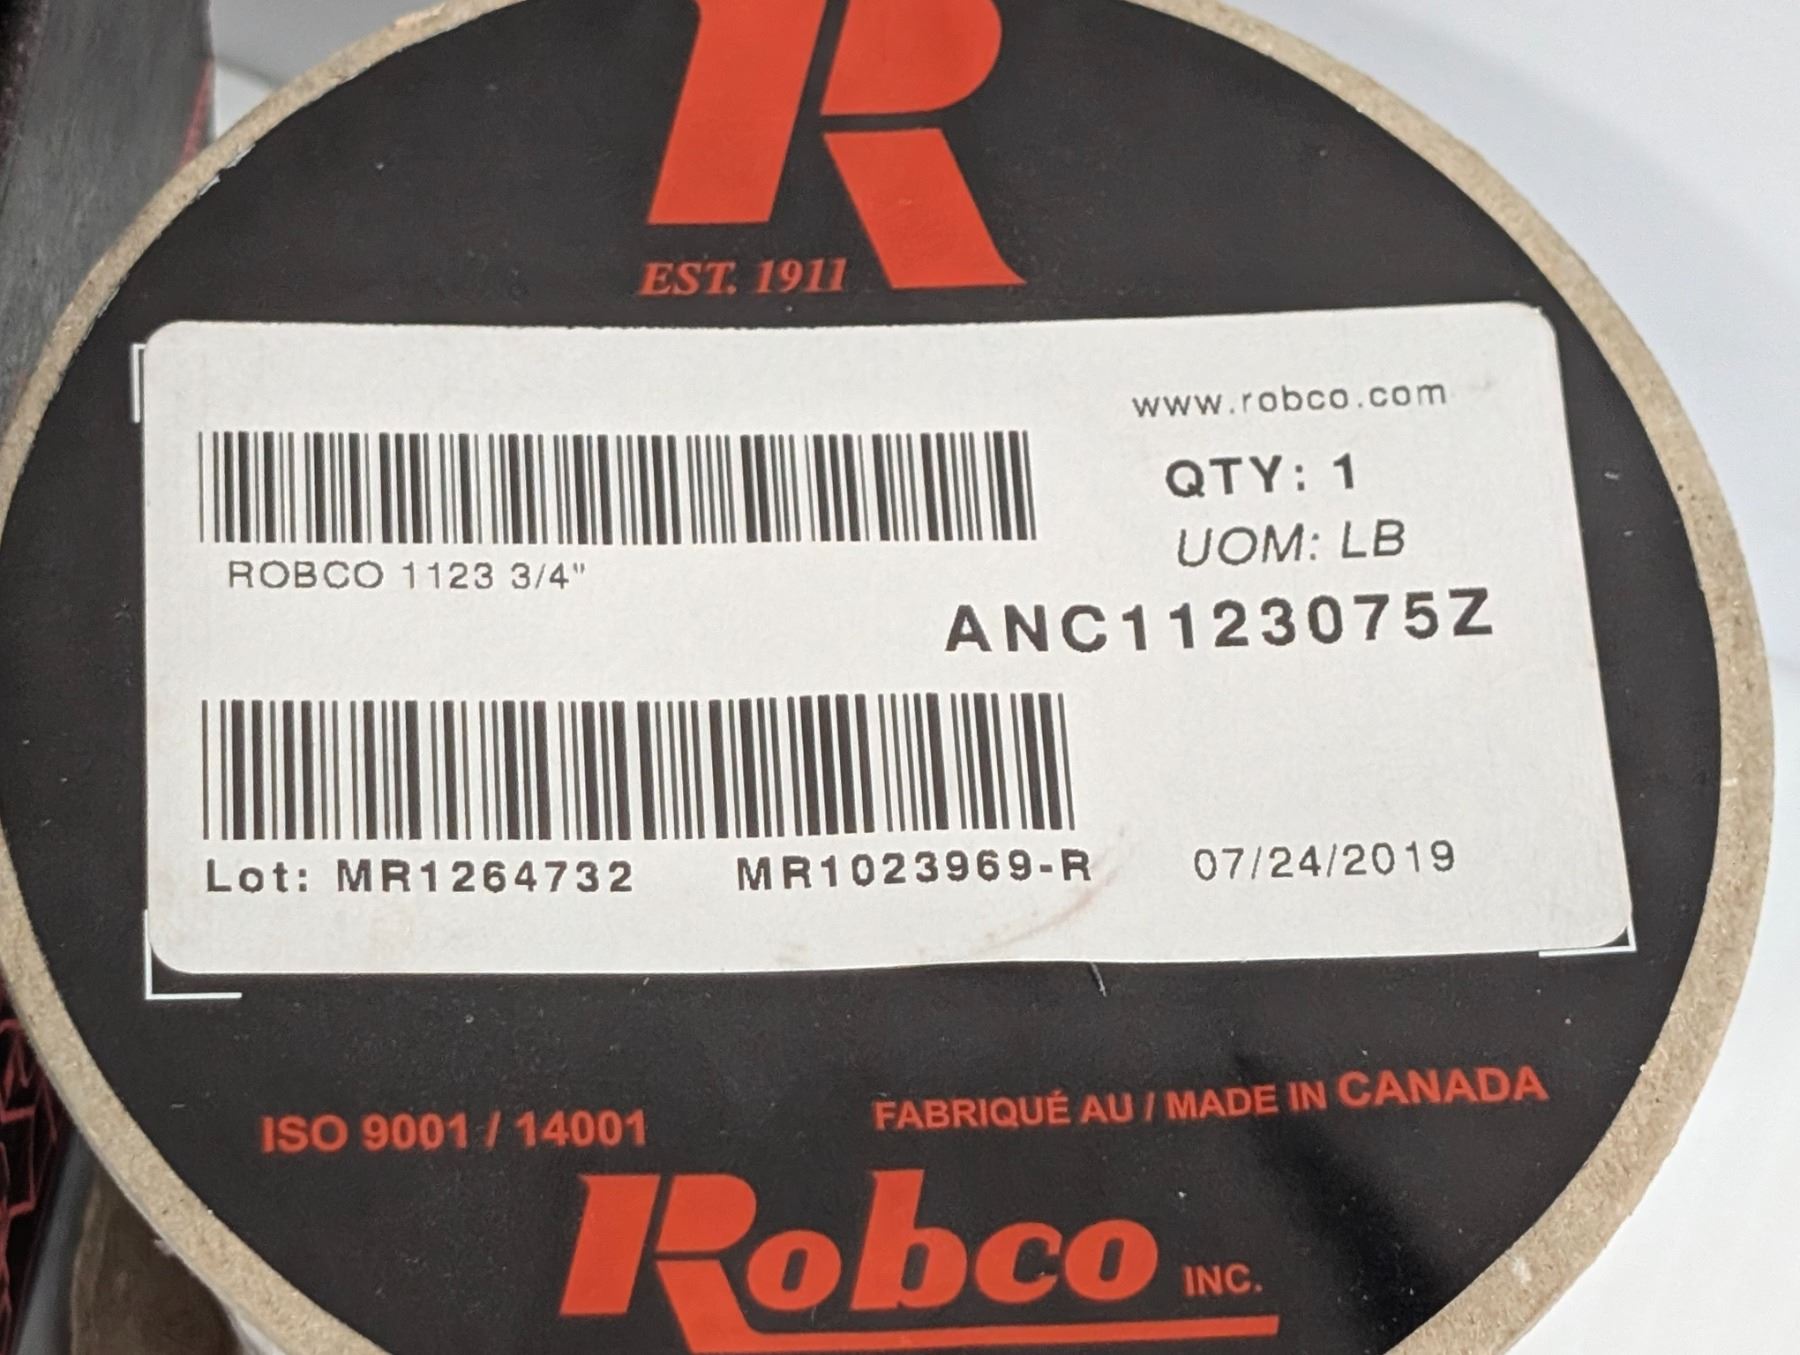 R
EST. 1911
www.robco.com
QTY: 1
UOM: LB
ROBCO 1123 3/4"
ANC1123075Z
Lot: MR1264732 MR1023969-R 07/24/2019
ISO 9001 / 14001 FABRIQUÉ AU / MADE IN CANADA
Robco INC.